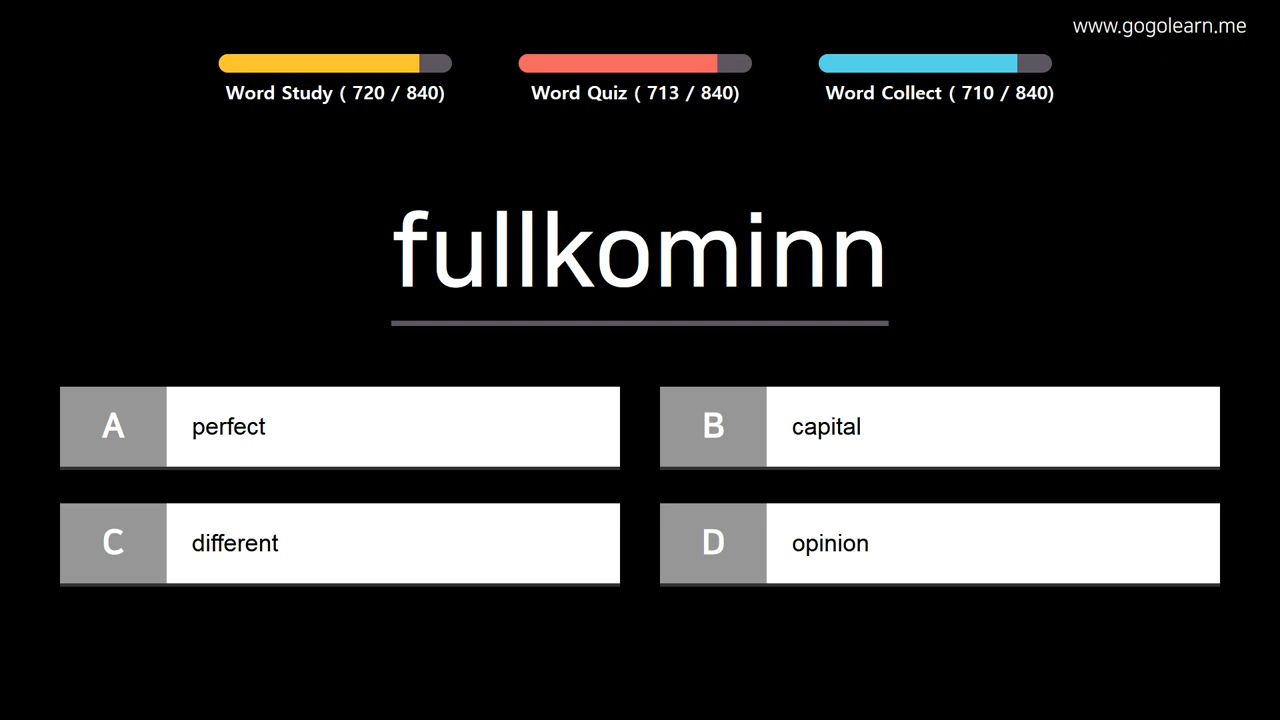 www.gogolearn.me
Word Study ( 720 / 840)
Word Quiz ( 713 / 840)
Word Collect ( 710 / 840)
fullkominn
A perfect
B capital
C different
D opinion